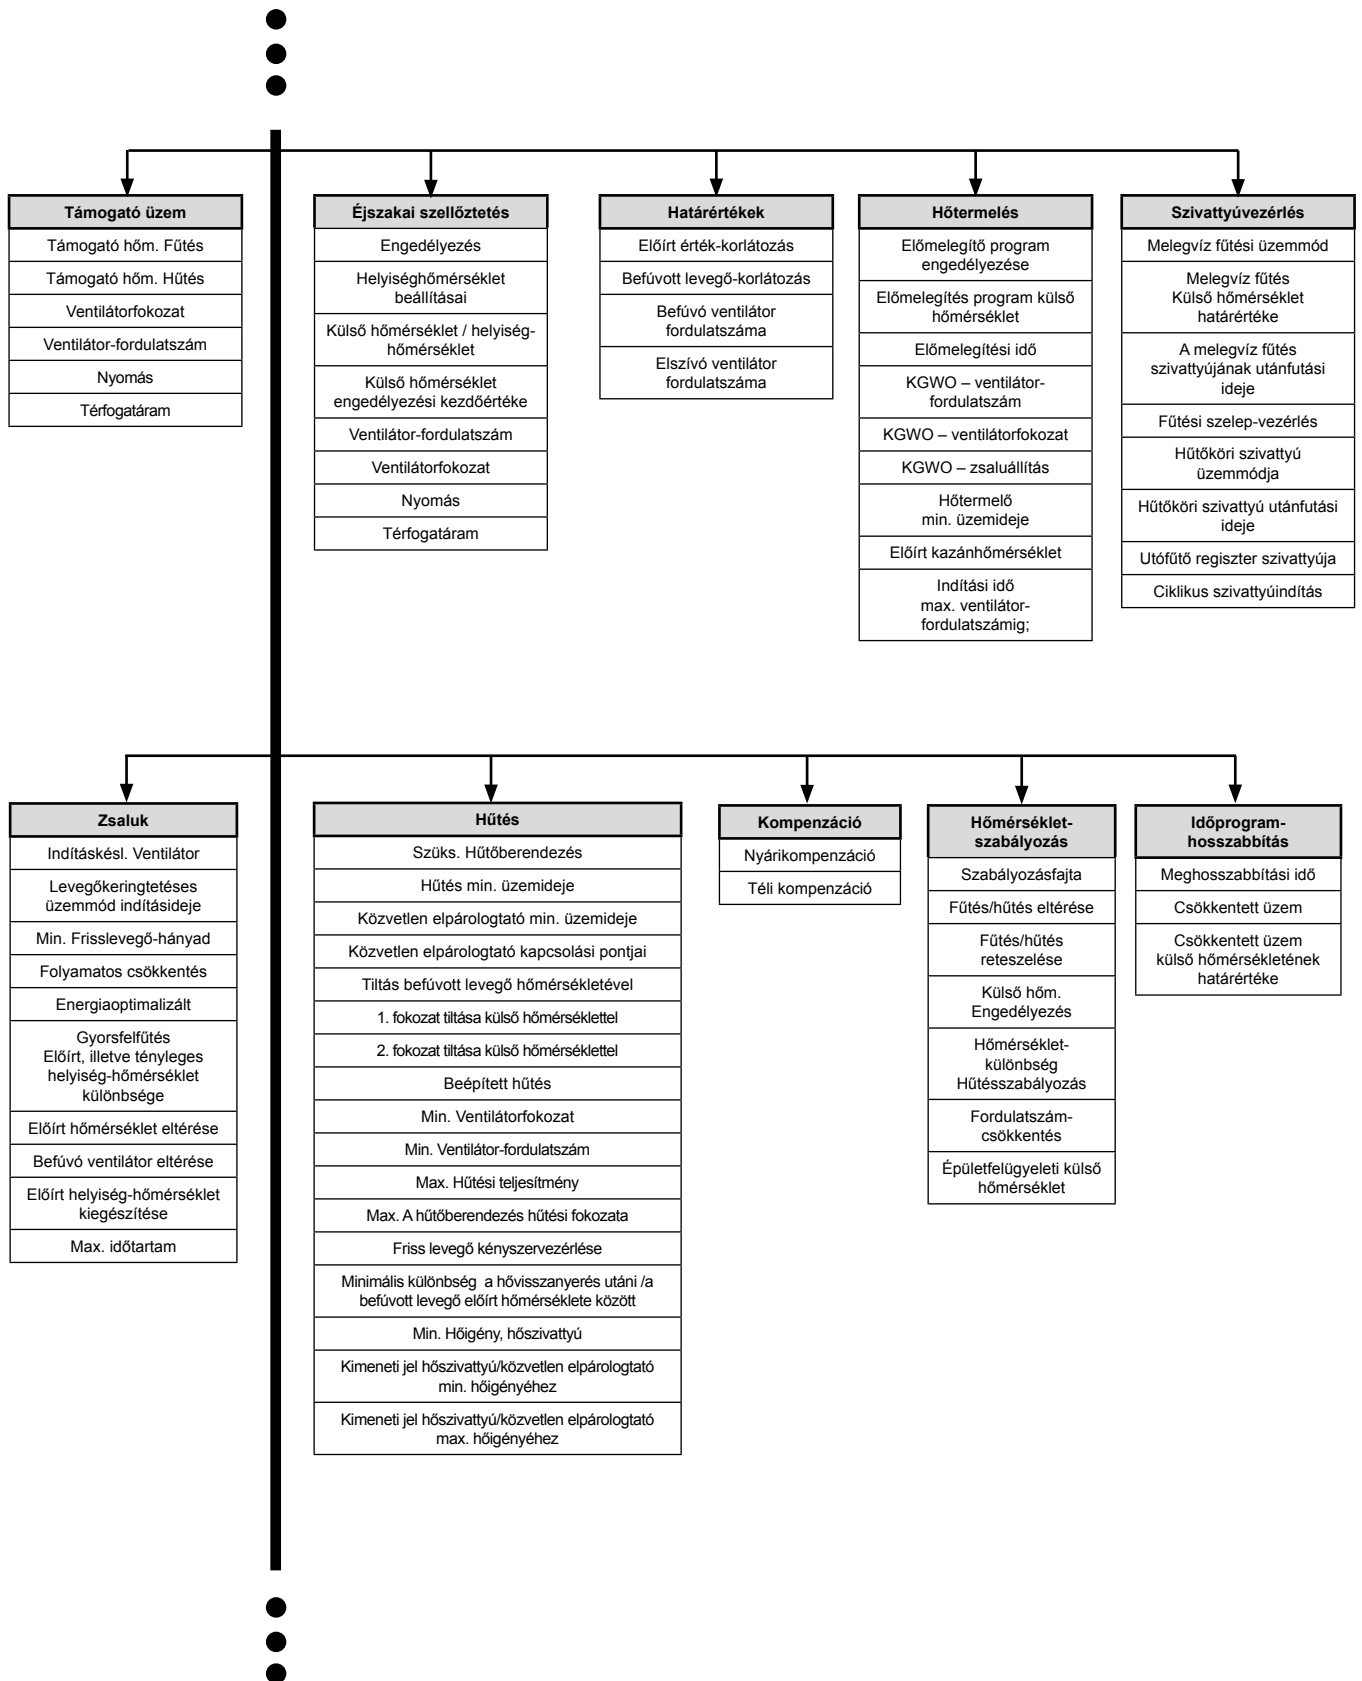 Támogató üzem
Támogató hőm. Fűtés
Támogató hőm. Hűtés
Ventilátorfokozat
Ventilátor-fordulatszám
Nyomás
Térfogatáram
Éjszakai szellőztetés
Engedélyezés
Helyiséghőmérséklet
beállításai
Külső hőmérséklet / helyiség-
hőmérséklet
Külső hőmérséklet
engedélyezési kezdőértéke
Ventilátor-fordulatszám
Ventilátorfokozat
Nyomás
Térfogatáram
Határértékek
Előírt érték-korlátozás
Befúvott levegő-korlátozás
Befúvó ventilátor
fordulatszáma
Elszívó ventilátor
fordulatszáma
Hőtermelés
Előmelegítő program
engedélyezése
Előmelegítés program külső
hőmérséklet
Előmelegítési idő
KGWO – ventilátor-
fordulatszám
KGWO – ventilátorfokozat
KGWO – zsaluállítás
Hőtermelő
min. üzemideje
Előírt kazánhőmérséklet
Indítási idő
max. ventilátor-
fordulatszámig;
Szivattyúvezérlés
Melegvíz fűtési üzemmód
Melegvíz fűtés
Külső hőmérséklet
határértéke
A melegvíz fűtés
szivattyújának utánfutási
ideje
Fűtési szelep-vezérlés
Hűtőköri szivattyú
üzemmódja
Hűtőköri szivattyú utánfutási
ideje
Utófűtő regiszter szivattyúja
Ciklikus szivattyúindítás
Zsaluk
Indításkésl. Ventilátor
Levegőkeringtetéses
üzemmód indításideje
Min. Frisslevegő-hányad
Folyamatos csökkentés
Energiaoptimalizált
Gyorsfelfűtés
Előírt, illetve tényleges
helyiség-hőmérséklet
különbsége
Előírt hőmérséklet eltérése
Befúvó ventilátor eltérése
Előírt helyiség-hőmérséklet
kiegészítése
Max. időtartam
Hűtés
Szüks. Hűtőberendezés
Hűtés min. üzemideje
Közvetlen elpárologtató min. üzemideje
Közvetlen elpárologtató kapcsolási pontjai
Tiltás befúvott levegő hőmérsékletével
1. fokozat tiltása külső hőmérséklettel
2. fokozat tiltása külső hőmérséklettel
Beépített hűtés
Min. Ventilátorfokozat
Min. Ventilátor-fordulatszám
Max. Hűtési teljesítmény
Max. A hűtőberendezés hűtési fokozata
Friss levegő kényszervezérlése
Minimális különbség a hővisszanyerés utáni /a
befúvott levegő előírt hőmérséklete között
Min. Hőigény, hőszivattyú
Kimeneti jel hőszivattyú/közvetlen elpárologtató
min. hőigényéhez
Kimeneti jel hőszivattyú/közvetlen elpárologtató
max. hőigényéhez
Kompenzáció
Nyárikompenzáció
Téli kompenzáció
Hőmérséklet-
szabályozás
Szabályozásfajta
Fűtés/hűtés eltérése
Fűtés/hűtés
reteszelése
Külső hőm.
Engedélyezés
Hőmérséklet-
különbség
Hűtésszabályozás
Fordulatszám-
csökkentés
Épületfelügyeleti külső
hőmérséklet
Időprogram-
hosszabbítás
Meghosszabbítási idő
Csökkentett üzem
Csökkentett üzem
külső hőmérsékletének
határértéke